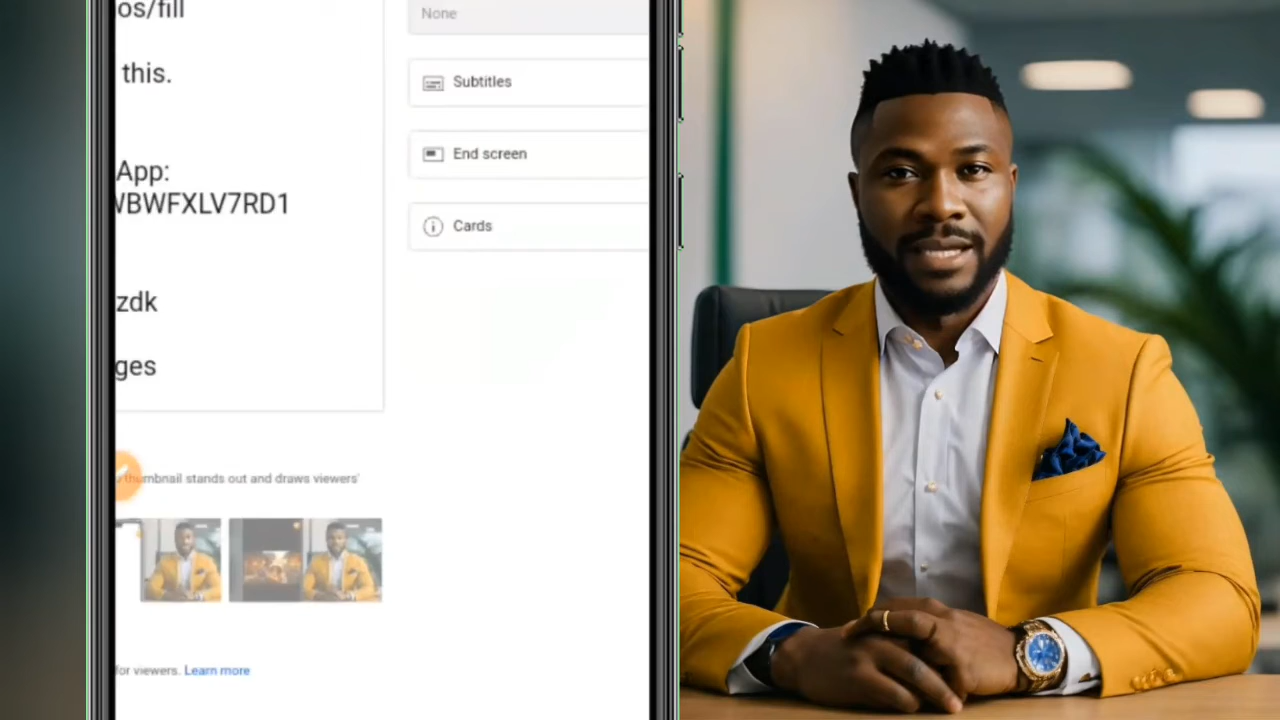 os/fill
this.
App:
WBWFXLV7RD1
zdk
ges
thumbnail stands out and draws viewers'
for viewers. Learn more
None
Subtitles
End screen
Cards